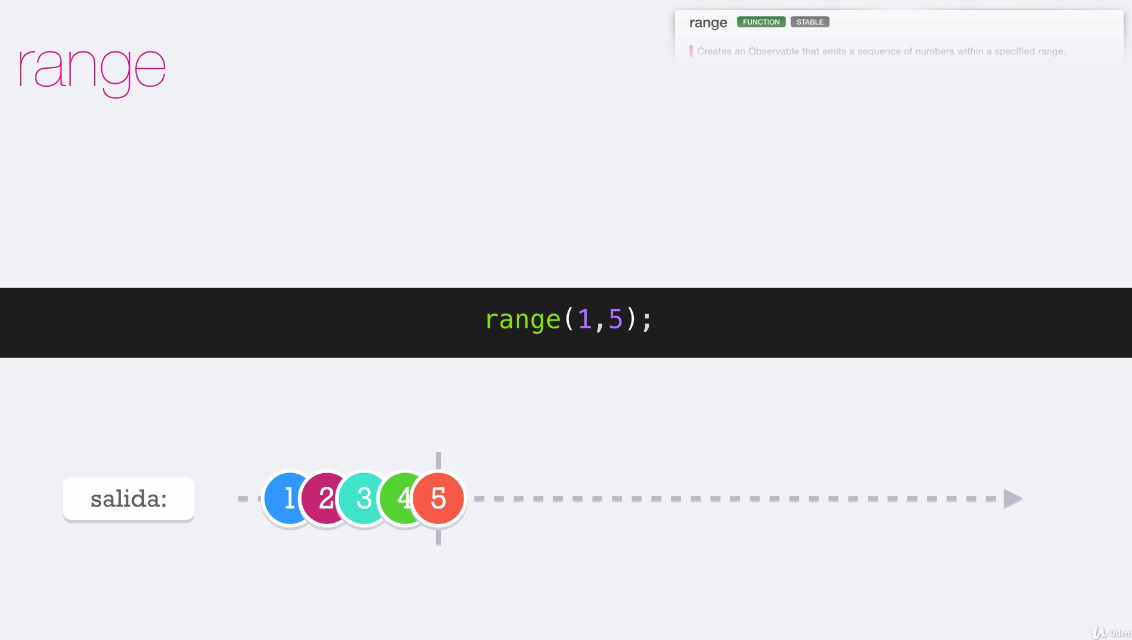 range FUNCTION STABLE
Creates an Observable that emits a sequence of numbers within a specified range.
range
range(1,5);
salida: 1 2 3 4 5
Udemy